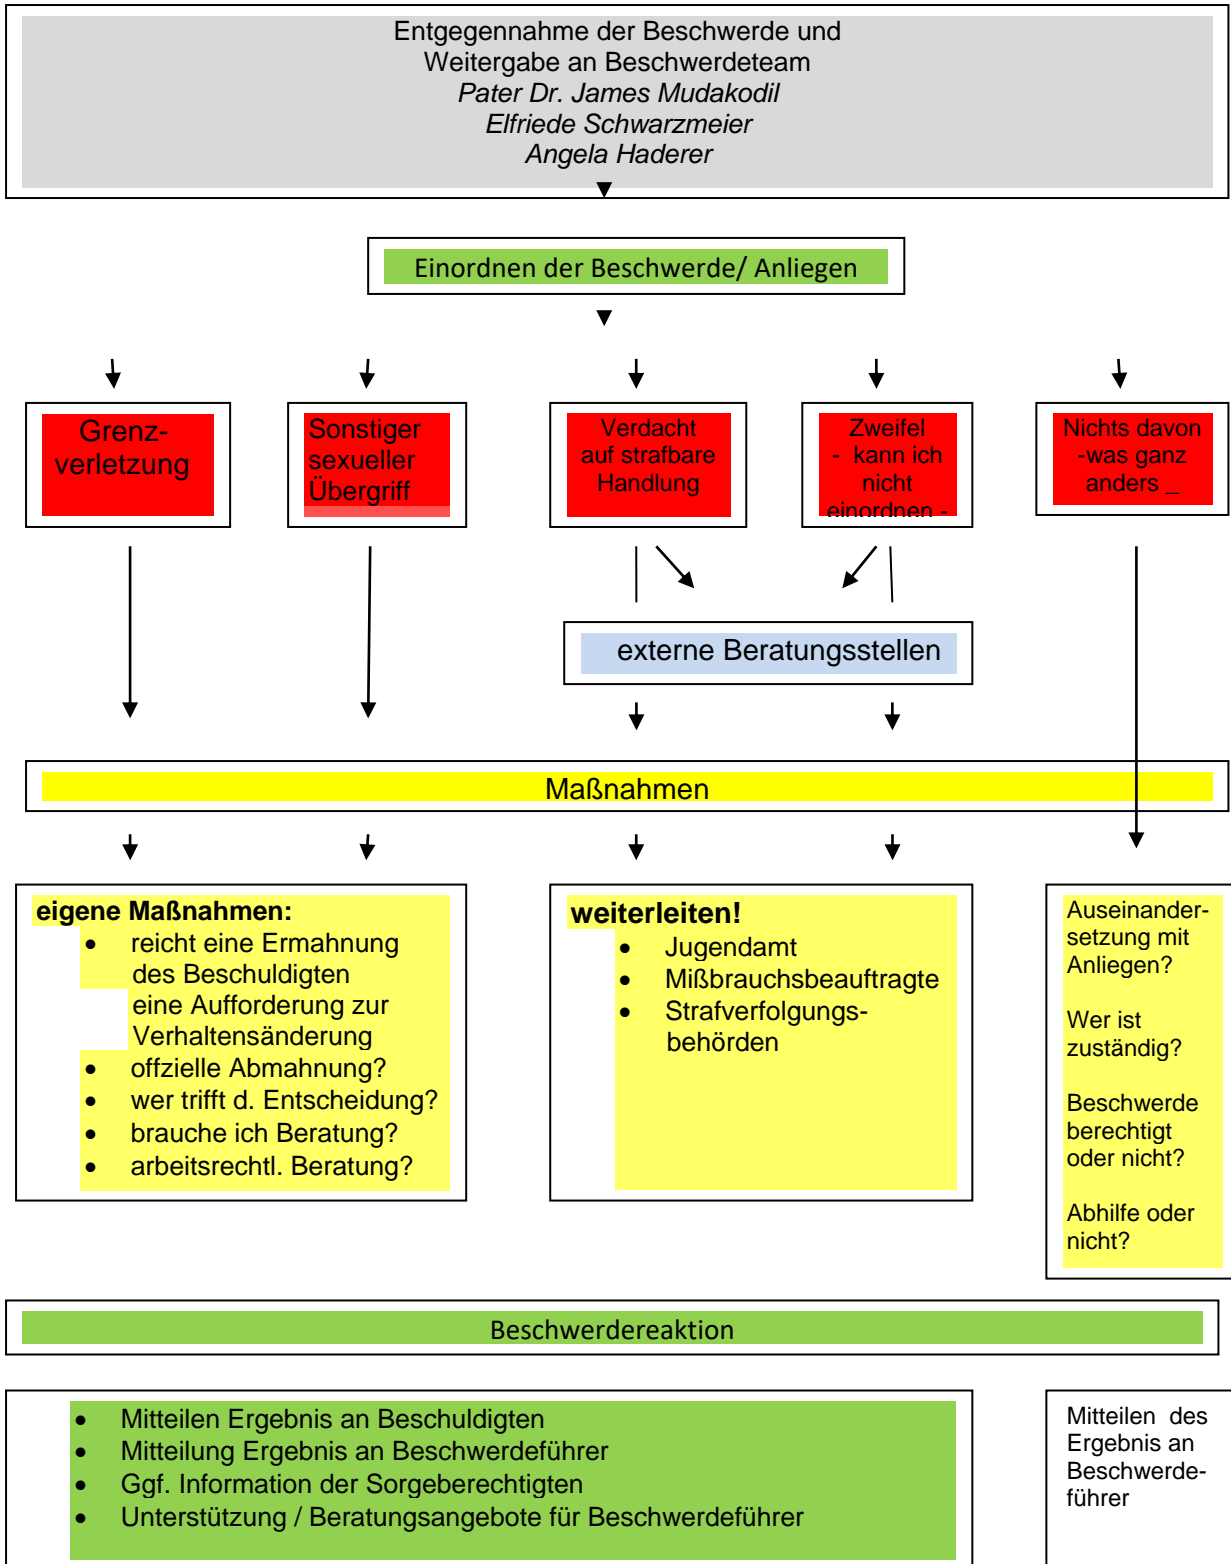 Entgegennahme der Beschwerde und
Weitergabe an Beschwerdeteam
Pater Dr. James Mudakodil
Elfriede Schwarzmeier
Angela Haderer
Einordnen der Beschwerde/ Anliegen
Grenz-
verletzung
Sonstiger
sexueller
Übergriff
Verdacht
auf strafbare
Handlung
Zweifel
- kann ich
nicht
einordnen -
Nichts davon
-was ganz
anders _
externe Beratungsstellen
Maßnahmen
eigene Maßnahmen:
• reicht eine Ermahnung
des Beschuldigten
eine Aufforderung zur
Verhaltensänderung
• offzielle Abmahnung?
• wer trifft d. Entscheidung?
• brauche ich Beratung?
• arbeitsrechtl. Beratung?
weiterleiten!
• Jugendamt
• Mißbrauchsbeauftragte
• Strafverfolgungs-
behörden
Auseinander-
setzung mit
Anliegen?
Wer ist
zuständig?
Beschwerde
berechtigt
oder nicht?
Abhilfe oder
nicht?
Beschwerdereaktion
• Mitteilen Ergebnis an Beschuldigten
• Mitteilung Ergebnis an Beschwerdeführer
• Ggf. Information der Sorgeberechtigten
• Unterstützung / Beratungsangebote für Beschwerdeführer
Mitteilen des
Ergebnis an
Beschwerde-
führer